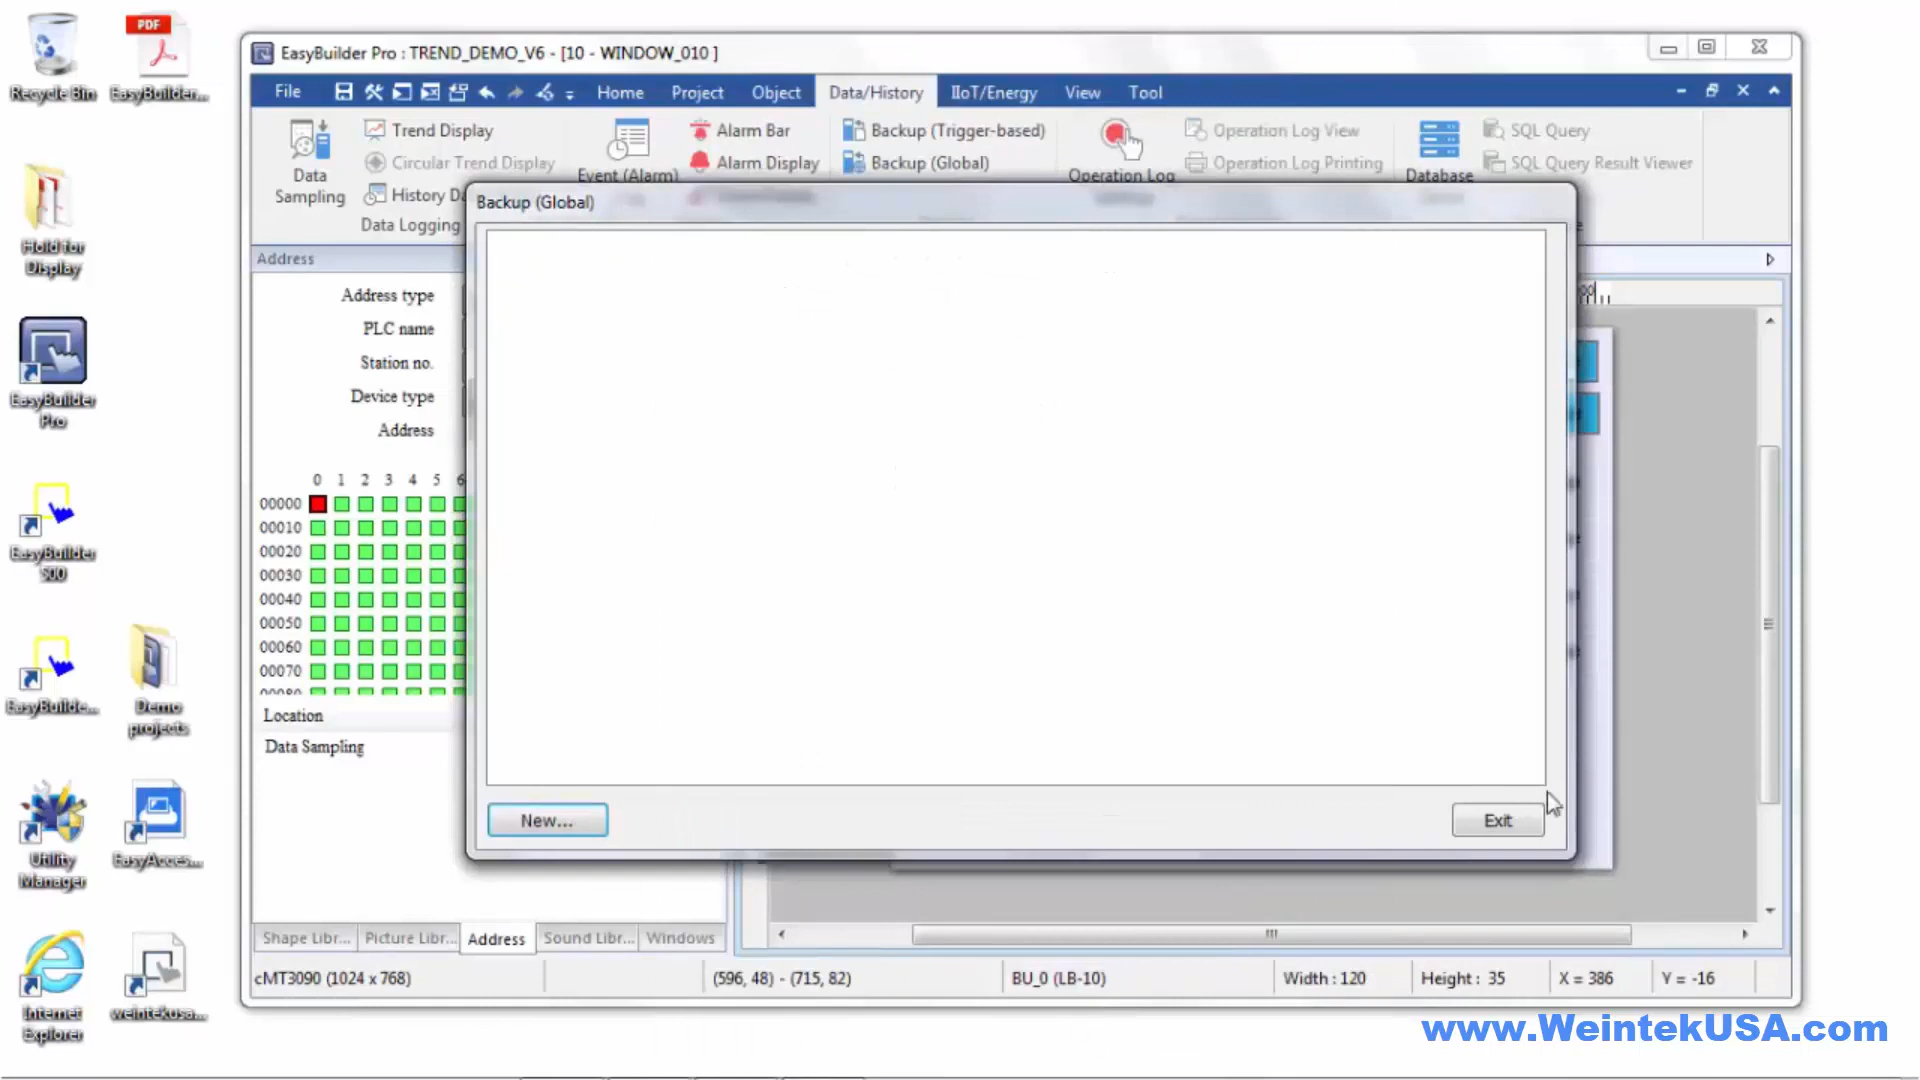 PDF
Recycle Bin
EasyBuilder...
Hold for
Display
EasyBuilder
Pro
EasyBuilder
500
EasyBuilde...
Demo
projects
Utility
Manager
EasyAcces...
Internet
Explorer
weintekusa...
EasyBuilder Pro : TREND_DEMO_V6 - [10 - WINDOW_010 ]
File Home Project Object Data/History IIoT/Energy View Tool
Data
Sampling
Trend Display
Circular Trend Display
History Da
Data Logging
Event (Alarm)
Alarm Bar
Alarm Display
Backup (Trigger-based)
Backup (Global)
Operation Log
Operation Log View
Operation Log Printing
Database
SQL Query
SQL Query Result Viewer
Backup (Global)
New...
Exit
Address
Address type
PLC name
Station no.
Device type
Address
0 1 2 3 4 5 6
00000
00010
00020
00030
00040
00050
00060
00070
00080
Location
Data Sampling
Shape Libr... Picture Libr... Address Sound Libr... Windows
cMT3090 (1024 x 768) (596, 48) - (715, 82) BU_0 (LB-10) Width : 120 Height : 35 X = 386 Y = -16
www.WeintekUSA.com